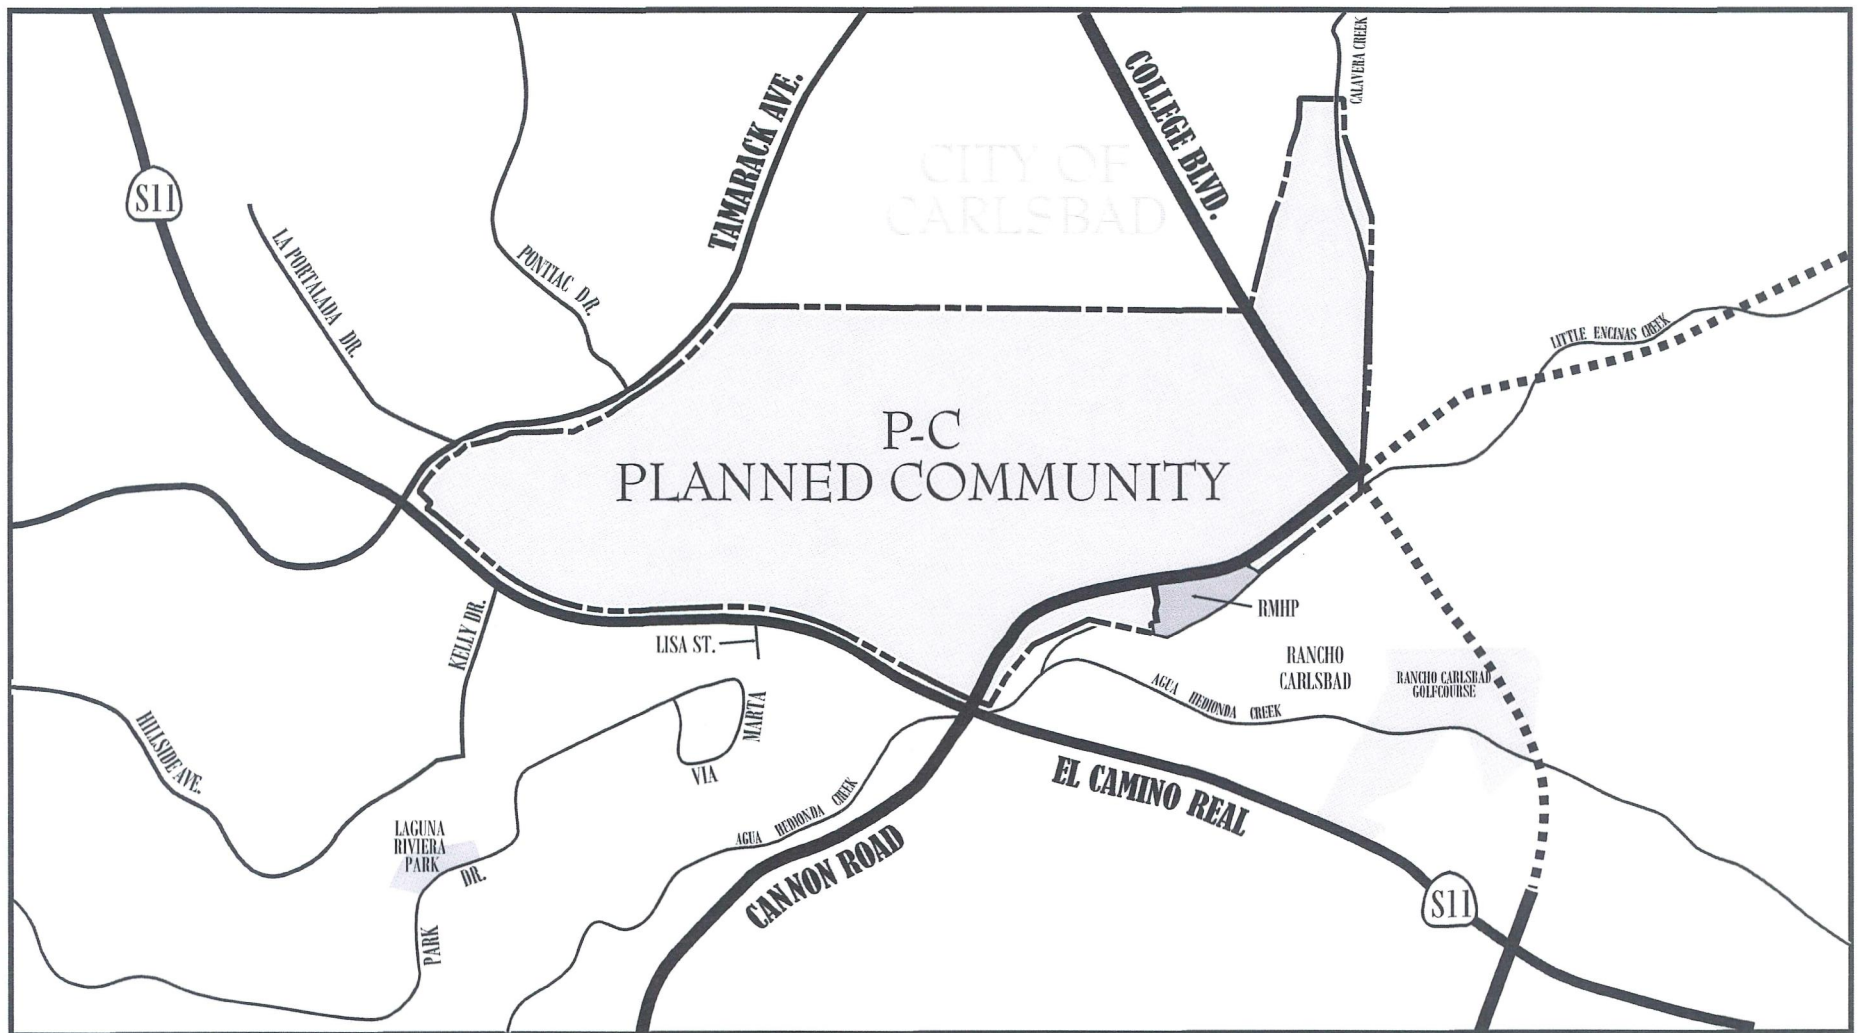 CALAVERA CREEK
COLLEGE BLVD.
TAMARACK AVE.
CITY OF
CARLSBAD
S11
LA PORTALADA DR.
PONTIAC DR.
LITTLE ENCINAS CREEK
P-C
PLANNED COMMUNITY
RMHP
KELLY DR.
LISA ST.
RANCHO
CARLSBAD
RANCHO CARLSBAD
GOLFCOURSE
AGUA HEDIONDA CREEK
MARTA
VIA
HILLSIDE AVE.
EL CAMINO REAL
AGUA HEDIONDA CREEK
LAGUNA
RIVIERA
PARK
DR.
CANNON ROAD
S11
PARK